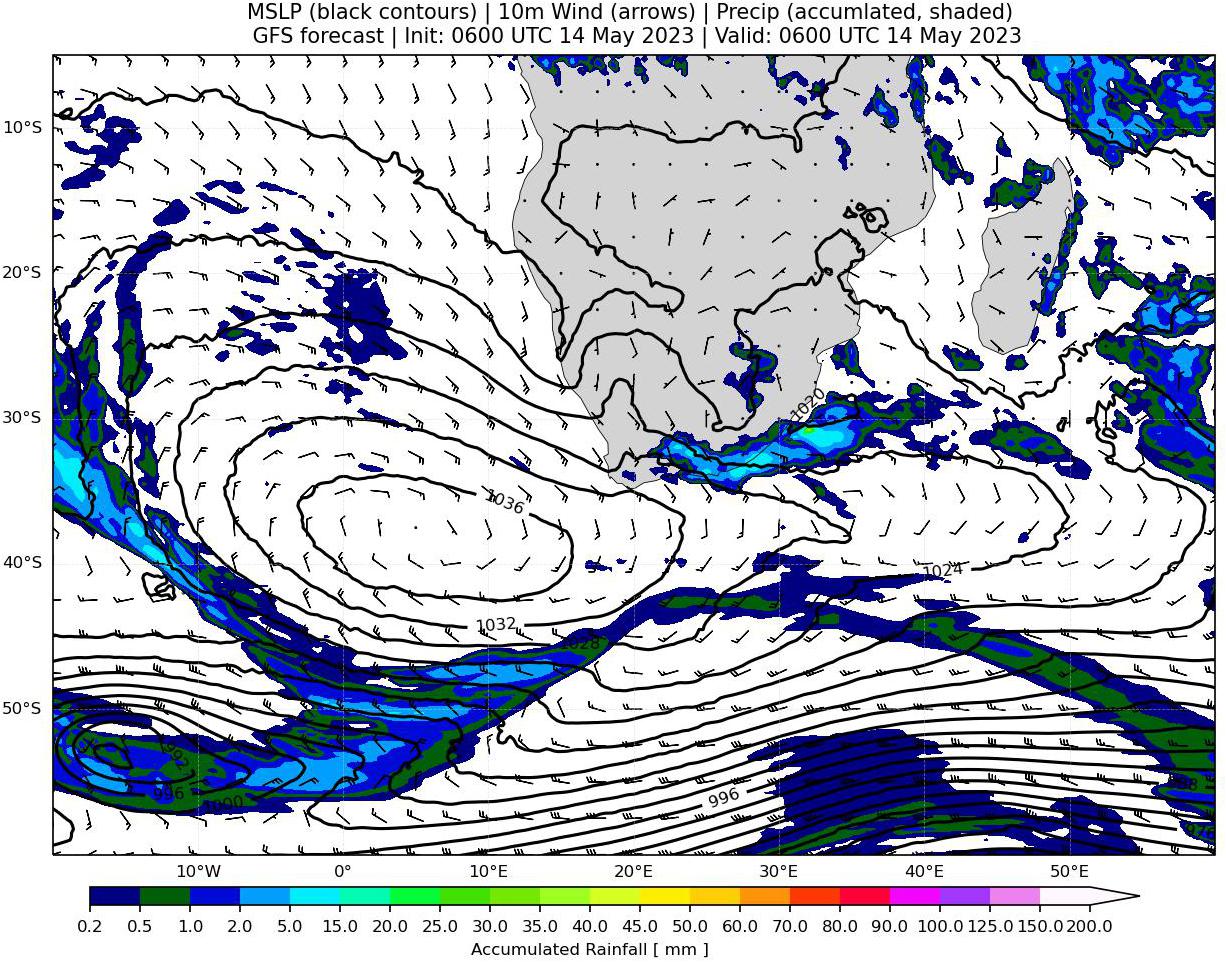 MSLP (black contours) | 10m Wind (arrows) | Precip (accumlated, shaded)
GFS forecast | Init: 0600 UTC 14 May 2023 | Valid: 0600 UTC 14 May 2023
10°S
20°S
30°S
1020
1036
40°S
1024
1032
1028
50°S
992
996
1000
996
10°W 0° 10°E 20°E 30°E 40°E 50°E
0.2 0.5 1.0 2.0 5.0 10.0 15.0 20.0 25.0 30.0 35.0 40.0 45.0 50.0 60.0 70.0 80.0 90.0 100.0 125.0 150.0 200.0
Accumulated Rainfall [ mm ]